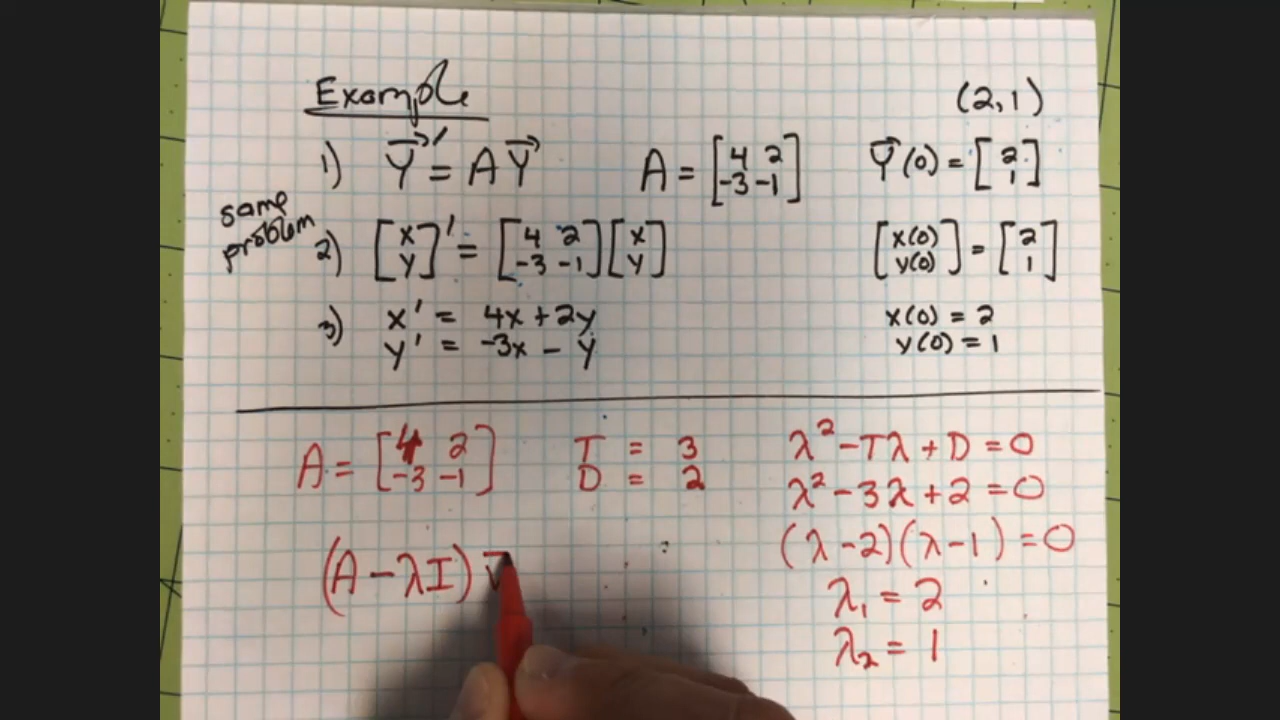 Example
(2,1)
1) Y⃗' = A Y⃗ A = [4 2; -3 -1] Y⃗(0) = [2; 1]
same problem
2) [x; y]' = [4 2; -3 -1] [x; y] [x(0); y(0)] = [2; 1]
3) x' = 4x + 2y x(0) = 2
y' = -3x - y y(0) = 1
A = [4 2; -3 -1] T = 3
D = 2
λ² - Tλ + D = 0
λ² - 3λ + 2 = 0
(λ - 2)(λ - 1) = 0
λ₁ = 2
λ₂ = 1
(A - λI)